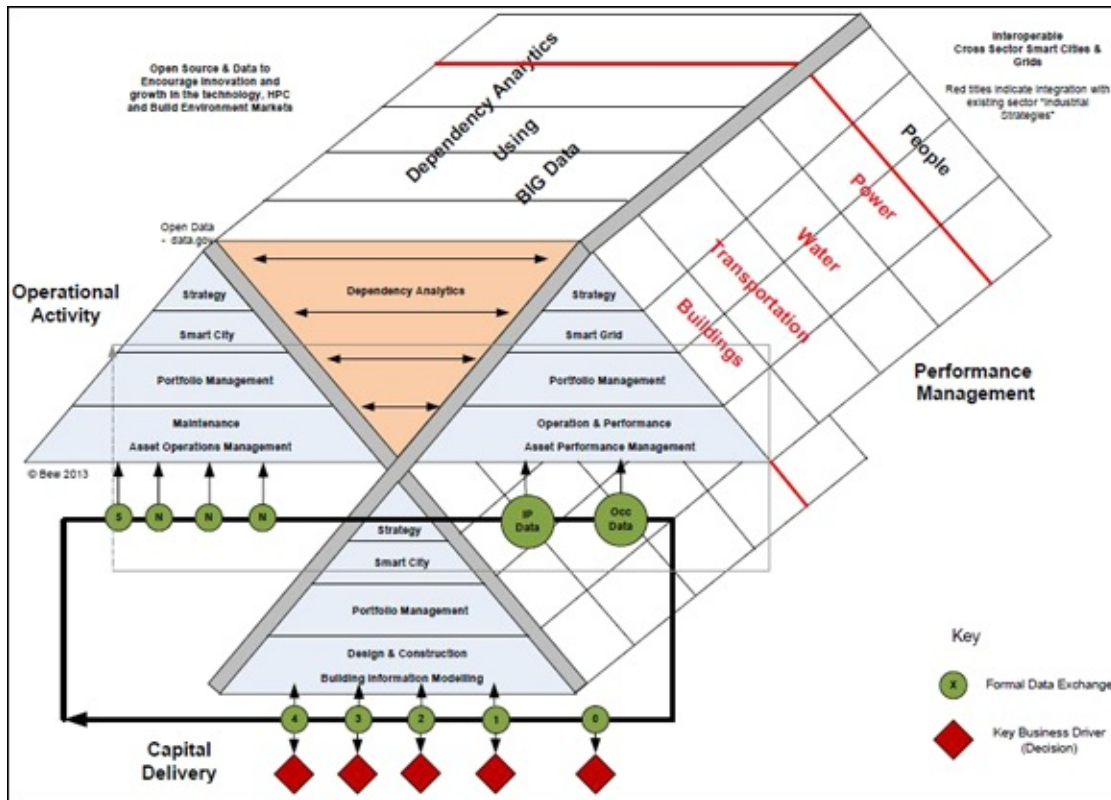 Open Source & Data to
Encourage Innovation and
growth in the technology, HPC
and Build Environment Markets
Interoperable
Cross Sector Smart Cities &
Grids
Red titles indicate integration with
existing sector "Industrial
Strategies"
Dependency Analytics
Using
BIG Data
People
Power
Water
Transportation
Buildings
Open Data
- data.gov
Operational
Activity
Dependency Analytics
Strategy
Smart City
Portfolio Management
Maintenance
Asset Operations Management
Strategy
Smart Grid
Portfolio Management
Operation & Performance
Asset Performance Management
Performance
Management
© Bew 2013
S
N
N
N
IP
Data
Occ
Data
Strategy
Smart City
Portfolio Management
Design & Construction
Building Information Modelling
4
3
2
1
0
Capital
Delivery
Key
X
Formal Data Exchange
Key Business Driver
(Decision)